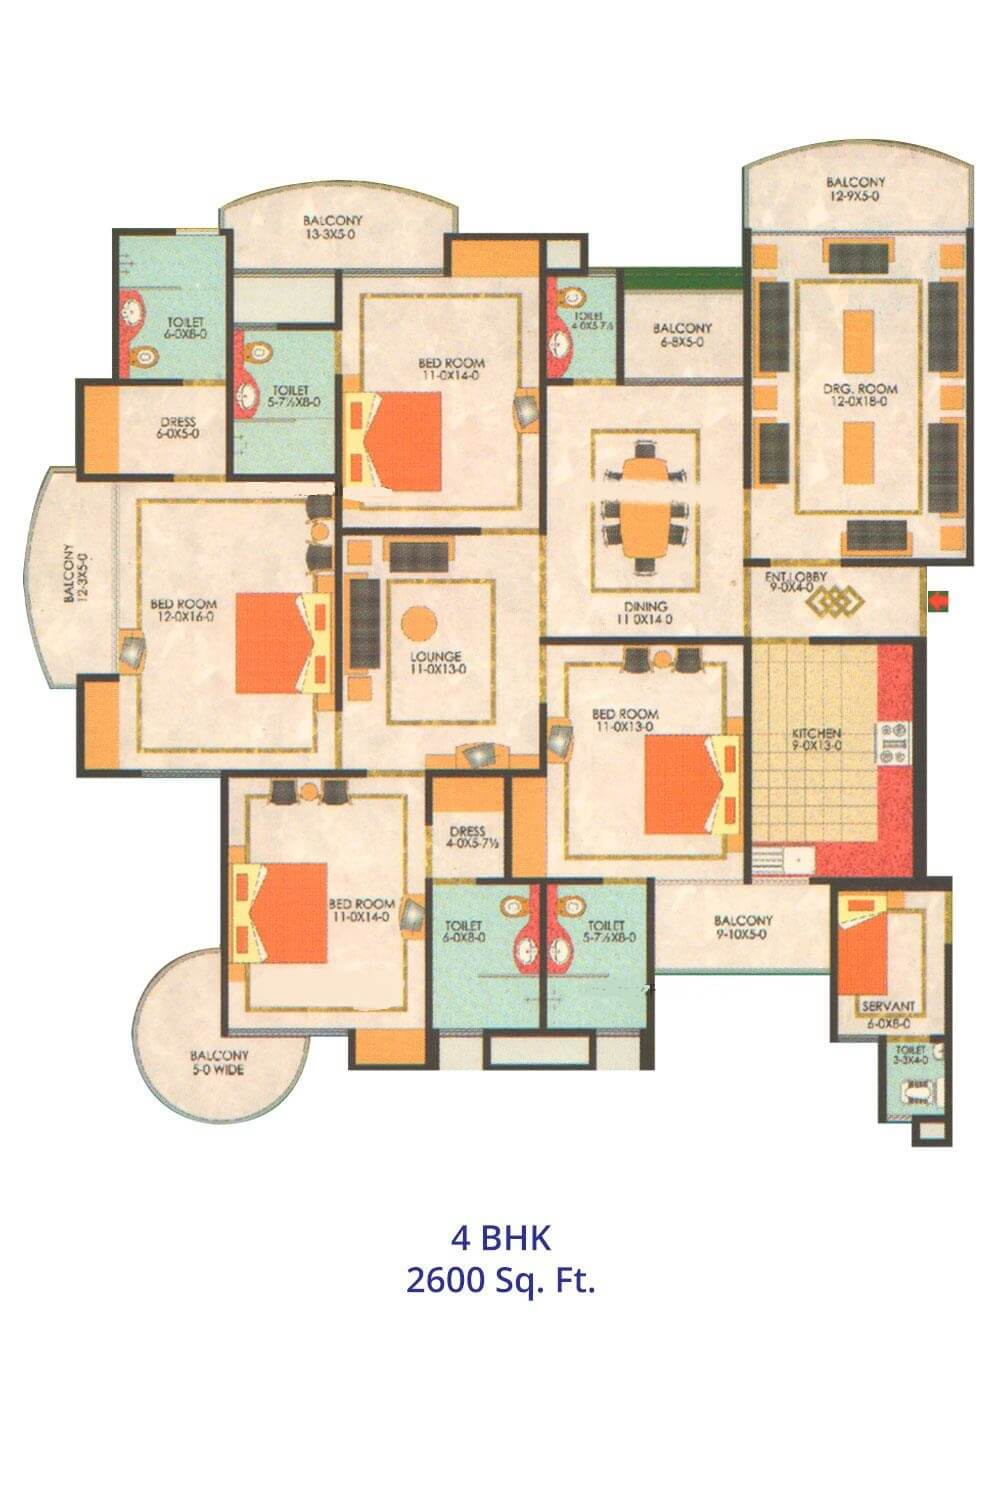 BALCONY
12-9X5-0
BALCONY
13-3X5-0
TOILET
6-0X8-0
TOILET
4-0X5-7½
BALCONY
6-8X5-0
BED ROOM
11-0X14-0
DRG. ROOM
12-0X18-0
TOILET
5-7½X8-0
DRESS
6-0X5-0
BALCONY
12-3X5-0
BED ROOM
12-0X16-0
ENT.LOBBY
9-0X4-0
DINING
11 0X14 0
LOUNGE
11-0X13-0
BED ROOM
11-0X13-0
KITCHEN
9-0X13-0
DRESS
4-0X5-7½
BED ROOM
11-0X14-0
TOILET
6-0X8-0
TOILET
5-7½X8-0
BALCONY
9-10X5-0
SERVANT
6-0X8-0
BALCONY
5-0 WIDE
TOILET
3-3X4-0
4 BHK
2600 Sq. Ft.